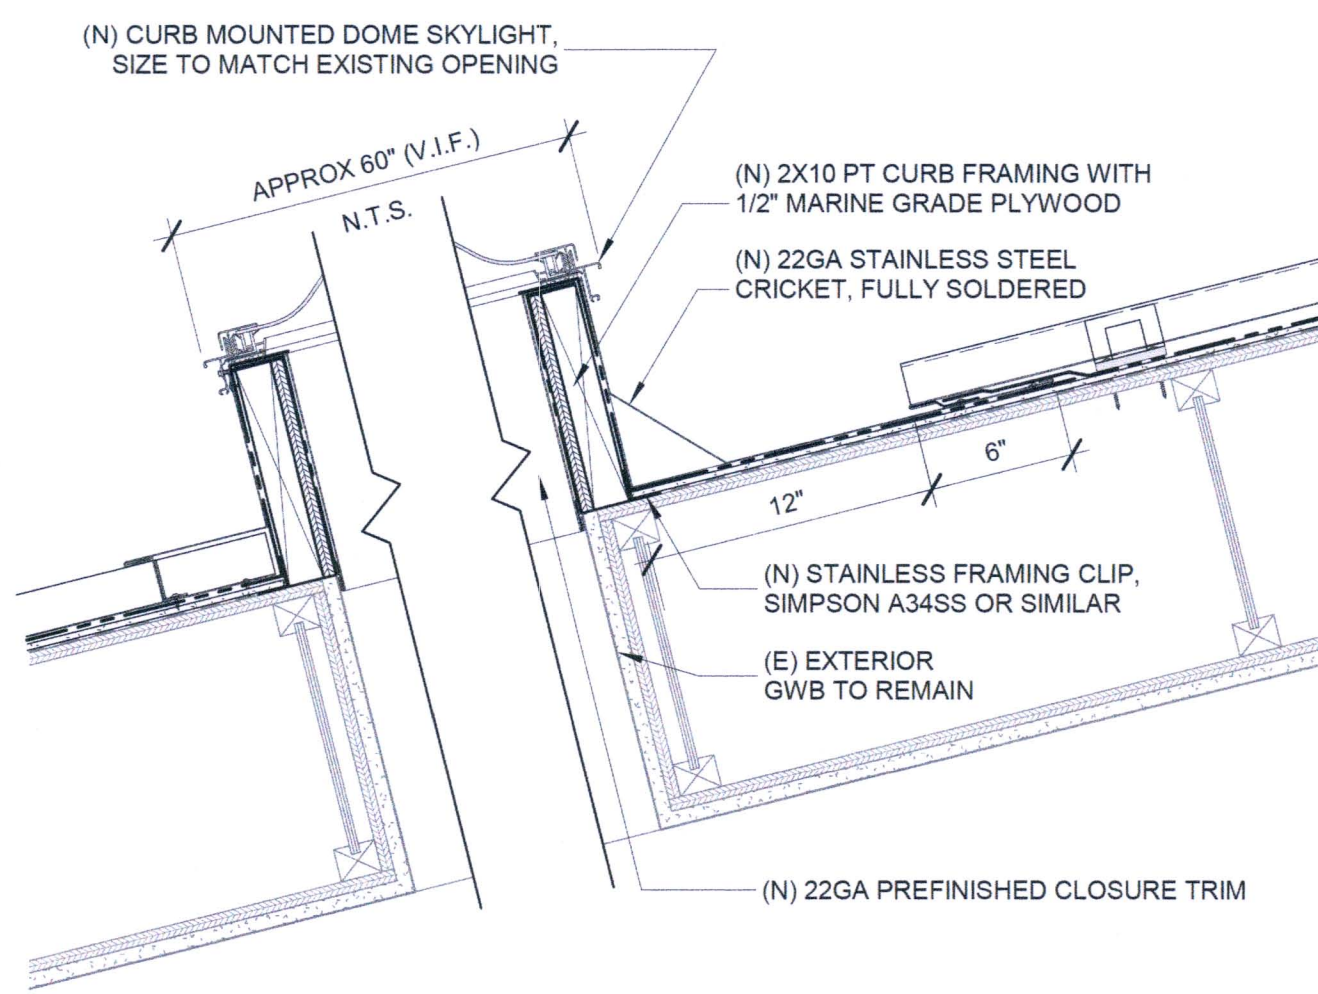 (N) CURB MOUNTED DOME SKYLIGHT,
SIZE TO MATCH EXISTING OPENING
APPROX 60" (V.I.F.)
N.T.S.
(N) 2X10 PT CURB FRAMING WITH
1/2" MARINE GRADE PLYWOOD
(N) 22GA STAINLESS STEEL
CRICKET, FULLY SOLDERED
6"
12"
(N) STAINLESS FRAMING CLIP,
SIMPSON A34SS OR SIMILAR
(E) EXTERIOR
GWB TO REMAIN
(N) 22GA PREFINISHED CLOSURE TRIM